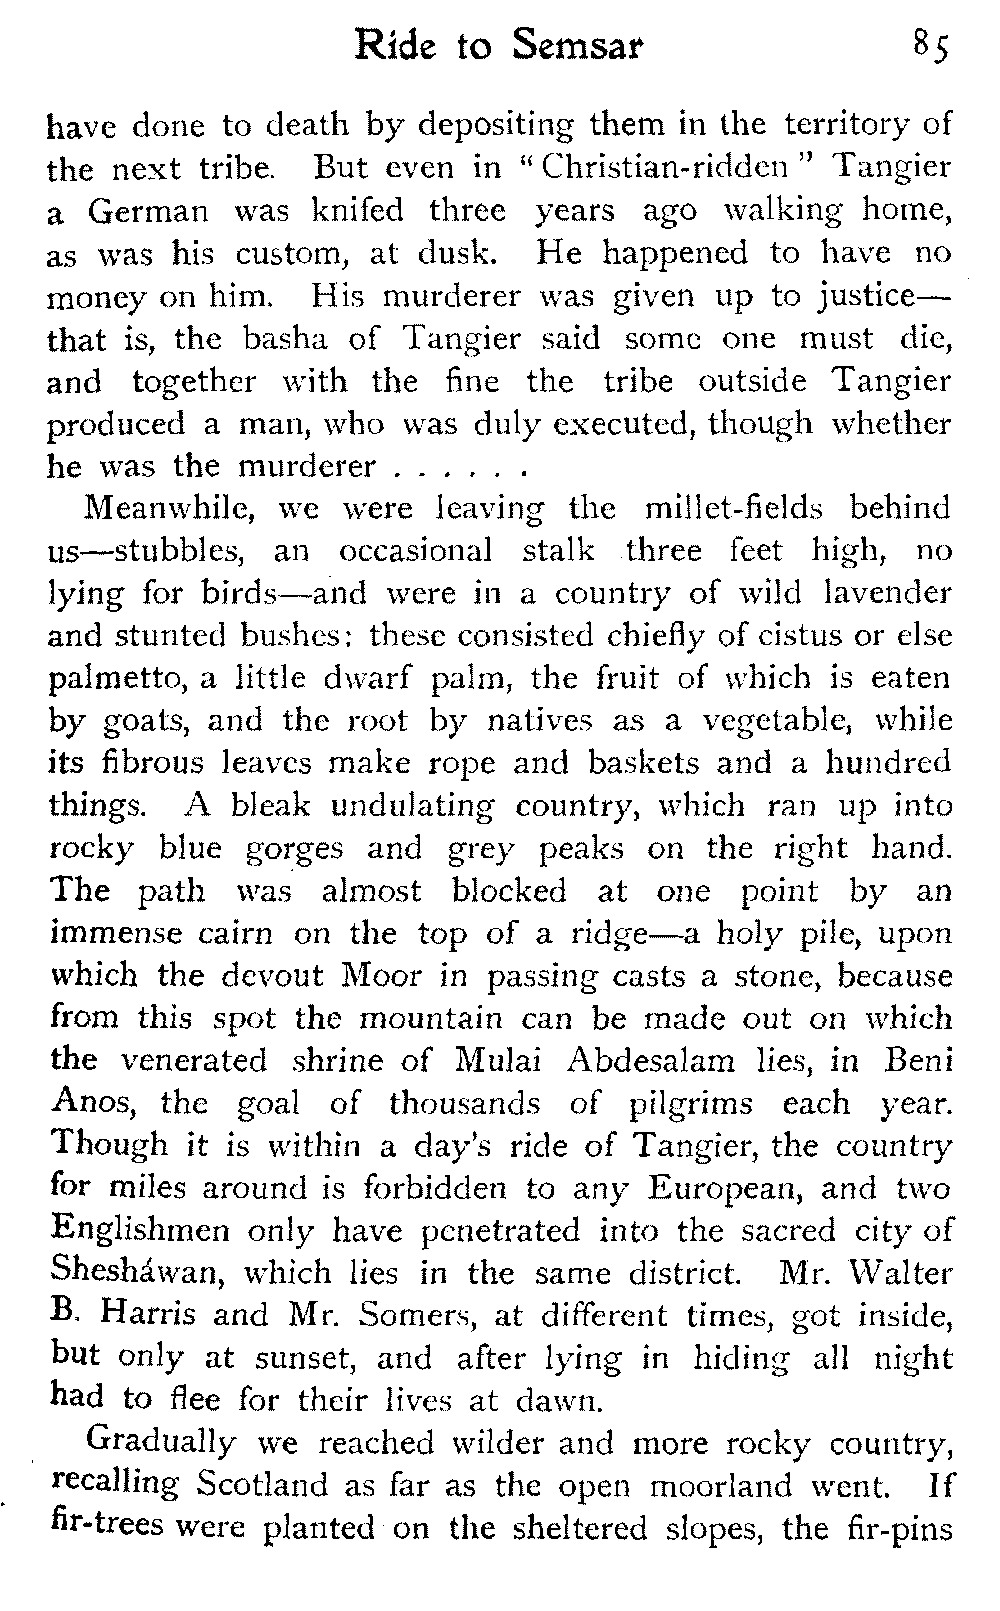 Ride to Semsar 85
have done to death by depositing them in the territory of
the next tribe. But even in “Christian-ridden” Tangier
a German was knifed three years ago walking home,
as was his custom, at dusk. He happened to have no
money on him. His murderer was given up to justice—
that is, the basha of Tangier said some one must die,
and together with the fine the tribe outside Tangier
produced a man, who was duly executed, though whether
he was the murderer . . . . . .
Meanwhile, we were leaving the millet-fields behind
us—stubbles, an occasional stalk three feet high, no
lying for birds—and were in a country of wild lavender
and stunted bushes: these consisted chiefly of cistus or else
palmetto, a little dwarf palm, the fruit of which is eaten
by goats, and the root by natives as a vegetable, while
its fibrous leaves make rope and baskets and a hundred
things. A bleak undulating country, which ran up into
rocky blue gorges and grey peaks on the right hand.
The path was almost blocked at one point by an
immense cairn on the top of a ridge—a holy pile, upon
which the devout Moor in passing casts a stone, because
from this spot the mountain can be made out on which
the venerated shrine of Mulai Abdesalam lies, in Beni
Anos, the goal of thousands of pilgrims each year.
Though it is within a day's ride of Tangier, the country
for miles around is forbidden to any European, and two
Englishmen only have penetrated into the sacred city of
Shesháwan, which lies in the same district. Mr. Walter
B. Harris and Mr. Somers, at different times, got inside,
but only at sunset, and after lying in hiding all night
had to flee for their lives at dawn.
Gradually we reached wilder and more rocky country,
recalling Scotland as far as the open moorland went. If
fir-trees were planted on the sheltered slopes, the fir-pins